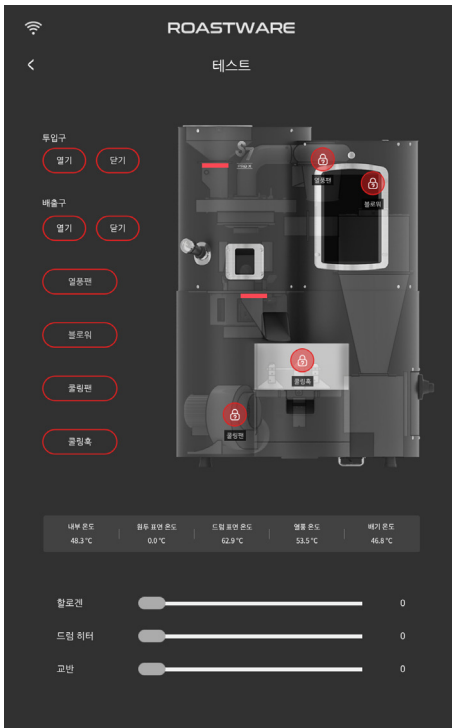 ROASTWARE
테스트
투입구
열기 닫기
배출구
열기 닫기
열풍팬
블로워
쿨링팬
쿨링훅
S7
열풍팬
블로워
쿨링훅
쿨링팬
내부 온도 원두 표면 온도 드럼 표면 온도 열풍 온도 배기 온도
48.3 °C 0.0 °C 62.9 °C 53.5 °C 46.8 °C
할로겐 0
드럼 히터 0
교반 0